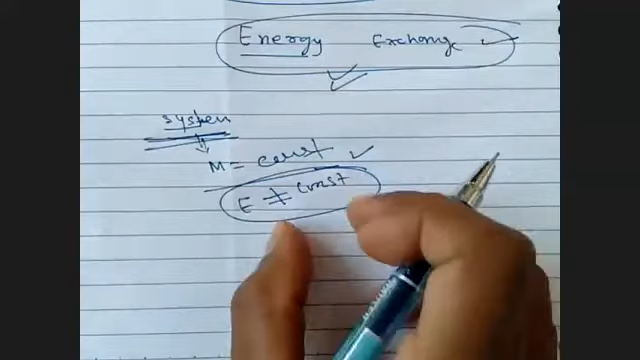 Energy Exchange
system
M = const
E ≠ const